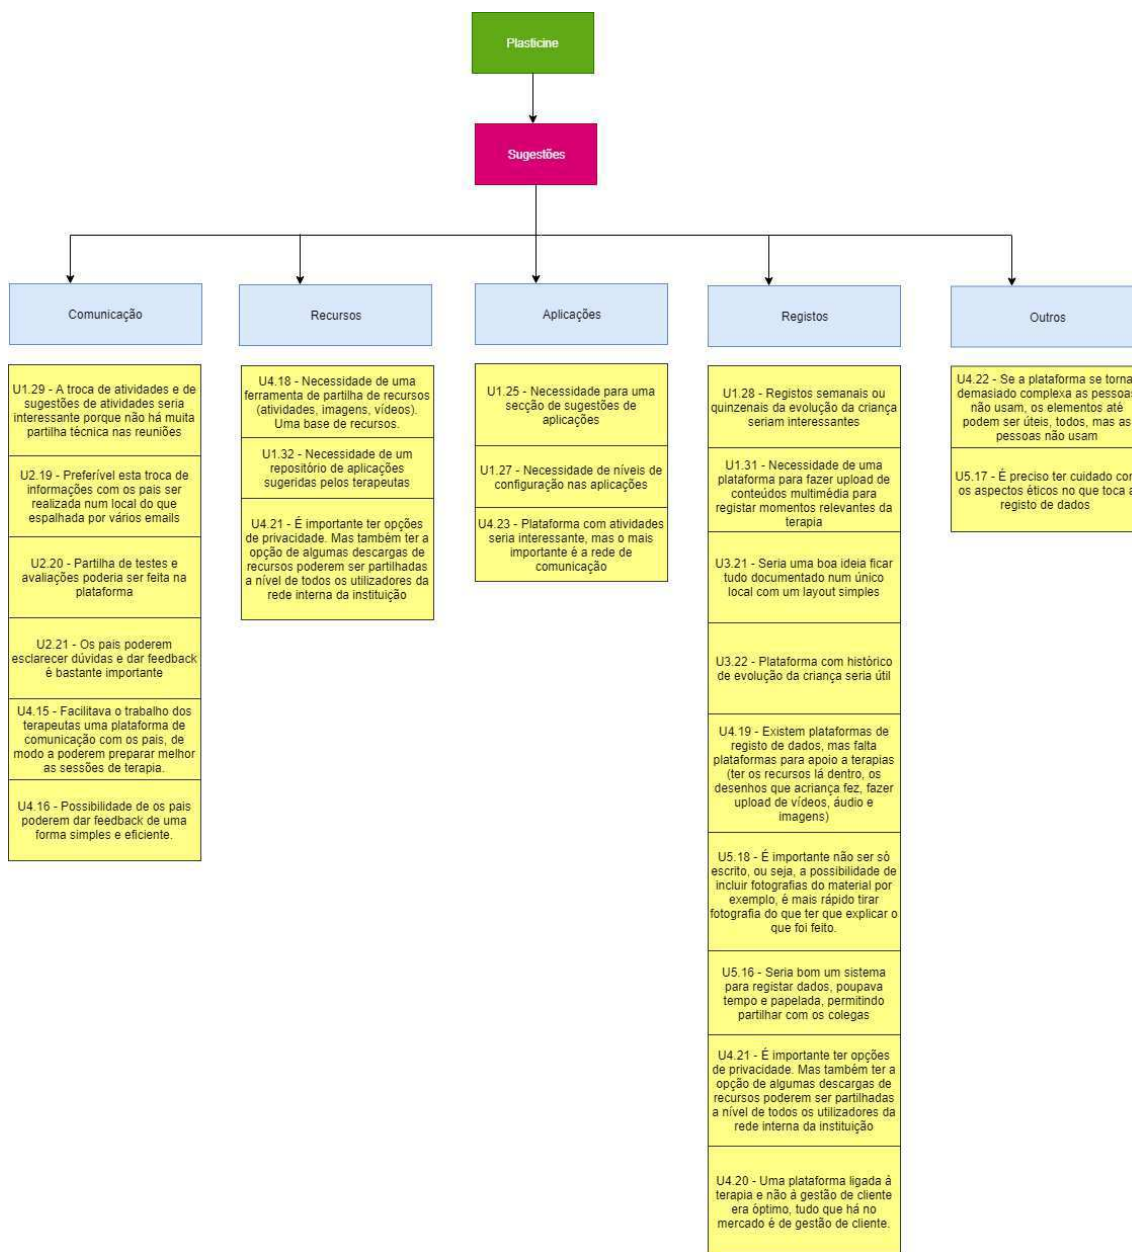 Plasticine
Sugestões
Comunicação
U1.29 - A troca de atividades e de
sugestões de atividades seria
interessante porque não há muita
partilha técnica nas reuniões
U2.19 - Preferível esta troca de
informações com os pais ser
realizada num local do que
espalhada por vários emails
U2.20 - Partilha de testes e
avaliações poderia ser feita na
plataforma
U2.21 - Os pais poderem
esclarecer dúvidas e dar feedback
é bastante importante
U4.15 - Facilitava o trabalho dos
terapeutas uma plataforma de
comunicação com os pais, de
modo a poderem preparar melhor
as sessões de terapia.
U4.16 - Possibilidade de os pais
poderem dar feedback de uma
forma simples e eficiente.
Recursos
U4.18 - Necessidade de uma
ferramenta de partilha de recursos
(atividades, imagens, vídeos).
Uma base de recursos.
U1.32 - Necessidade de um
repositório de aplicações
sugeridas pelos terapeutas
U4.21 - É importante ter opções
de privacidade. Mas também ter a
opção de algumas descargas de
recursos poderem ser partilhadas
a nível de todos os utilizadores da
rede interna da instituição
Aplicações
U1.25 - Necessidade para uma
secção de sugestões de
aplicações
U1.27 - Necessidade de níveis de
configuração nas aplicações
U4.23 - Plataforma com atividades
seria interessante, mas o mais
importante é a rede de
comunicação
Registos
U1.28 - Registos semanais ou
quinzenais da evolução da criança
seriam interessantes
U1.31 - Necessidade de uma
plataforma para fazer upload de
conteúdos multimédia para
registar momentos relevantes da
terapia
U3.21 - Seria uma boa ideia ficar
tudo documentado num único
local com um layout simples
U3.22 - Plataforma com histórico
de evolução da criança seria útil
U4.19 - Existem plataformas de
registo de dados, mas falta
plataformas para apoio a terapias
(ter os recursos lá dentro, os
desenhos que acriança fez, fazer
upload de vídeos, áudio e
imagens)
U5.18 - É importante não ser só
escrito, ou seja, a possibilidade de
incluir fotografias do material por
exemplo, é mais rápido tirar
fotografia do que ter que explicar o
que foi feito.
U5.16 - Seria bom um sistema
para registar dados, poupava
tempo e papelada, permitindo
partilhar com os colegas
U4.21 - É importante ter opções
de privacidade. Mas também ter a
opção de algumas descargas de
recursos poderem ser partilhadas
a nível de todos os utilizadores da
rede interna da instituição
U4.20 - Uma plataforma ligada á
terapia e não à gestão de cliente
era óptimo, tudo que há no
mercado é de gestão de cliente.
Outros
U4.22 - Se a plataforma se torna
demasiado complexa as pessoas
não usam, os elementos até
podem ser úteis, todos, mas as
pessoas não usam
U5.17 - É preciso ter cuidado com
os aspectos éticos no que toca a
registo de dados